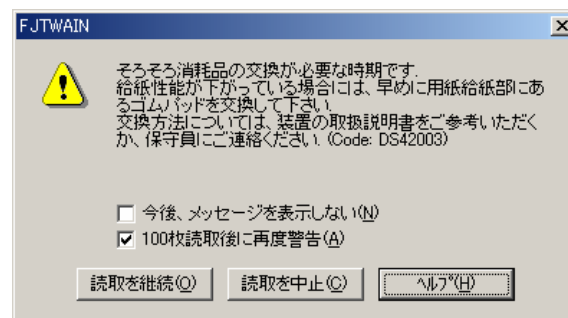 FJTWAIN
そろそろ消耗品の交換が必要な時期です.
給紙性能が下がっている場合には、早めに用紙給紙部にあ
るゴムパッドを交換して下さい.
交換方法については、装置の取扱説明書をご参考いただく
か、保守員にご連絡ください. (Code: DS42003)
今後、メッセージを表示しない(N)
100枚読取後に再度警告(A)
読取を継続(O) 読取を中止(C) ヘルプ(H)